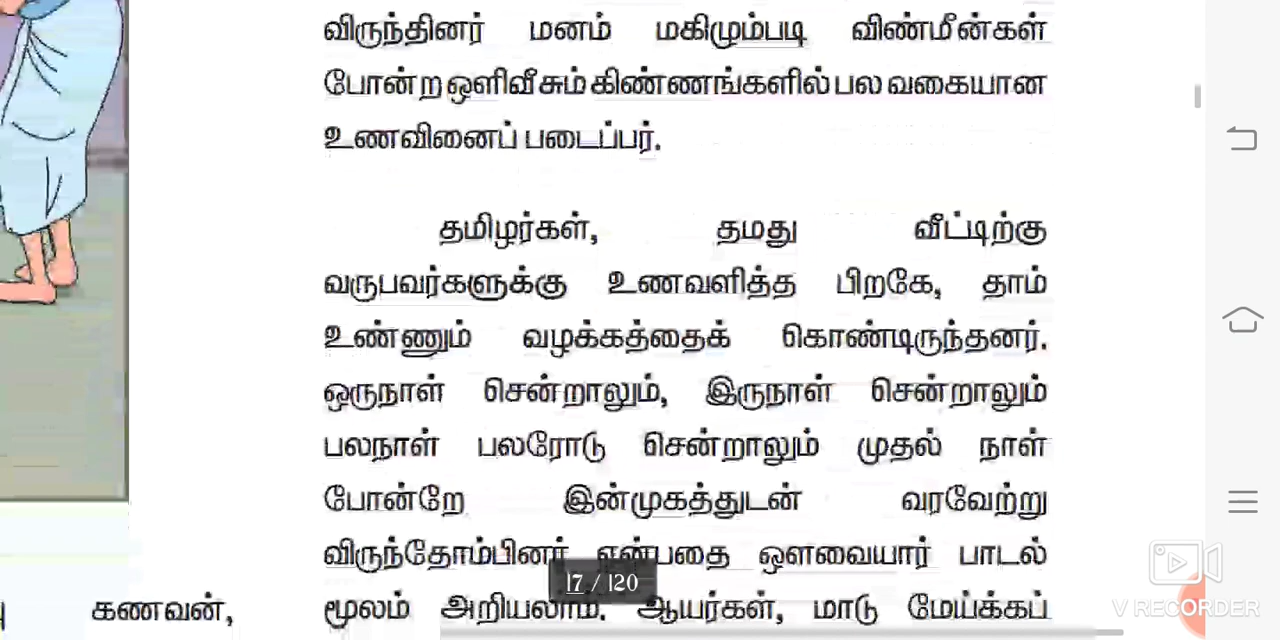 விருந்தினர் மனம் மகிழும்படி விண்மீன்கள்
போன்ற ஒளிவீசும் கிண்ணங்களில் பல வகையான
உணவினைப் படைப்பர்.
தமிழர்கள், தமது வீட்டிற்கு
வருபவர்களுக்கு உணவளித்த பிறகே, தாம்
உண்ணும் வழக்கத்தைக் கொண்டிருந்தனர்.
ஒருநாள் சென்றாலும், இருநாள் சென்றாலும்
பலநாள் பலரோடு சென்றாலும் முதல் நாள்
போன்றே இன்முகத்துடன் வரவேற்று
விருந்தோம்பினர் என்பதை ஔவையார் பாடல்
மூலம் அறியலாம். ஆயர்கள், மாடு மேய்க்கப்
கணவன்,
17 / 120
V RECORDER